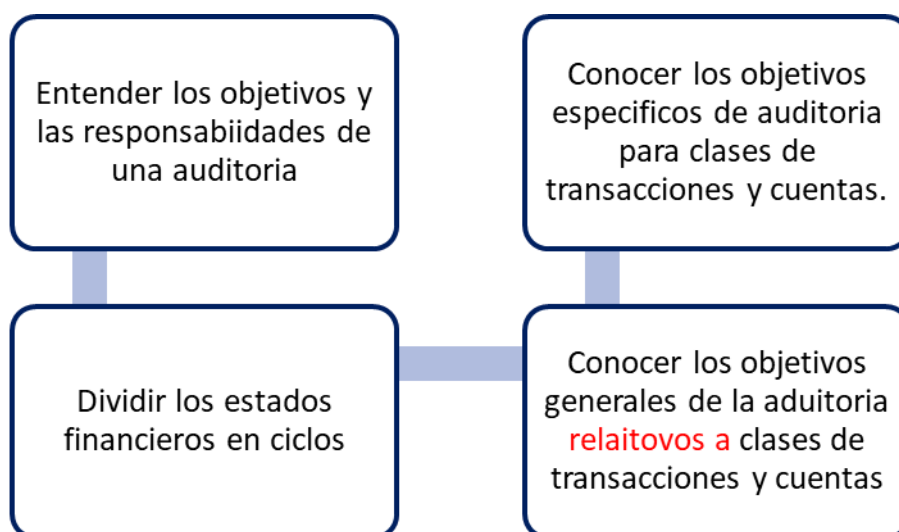 Entender los objetivos y
las responsabiidades de
una auditoria
Dividir los estados
financieros en ciclos
Conocer los objetivos
generales de la aduitoria
relaitovos a clases de
transacciones y cuentas
Conocer los objetivos
especificos de auditoria
para clases de
transacciones y cuentas.